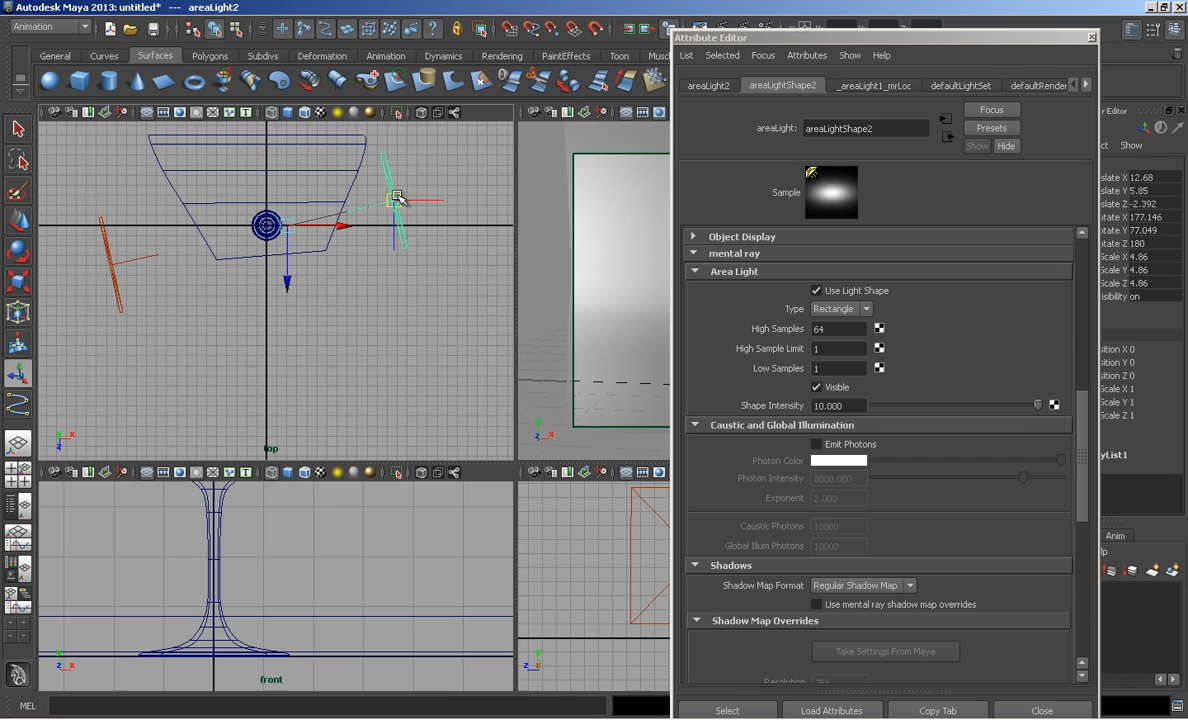 Autodesk Maya 2013: untitled* --- areaLight2
Animation
General Curves Surfaces Polygons Subdivs Deformation Animation Dynamics Rendering PaintEffects Toon
Attribute Editor
List Selected Focus Attributes Show Help
areaLight2 areaLightShape2 _areaLight1_mrLoc defaultLightSet defaultRender
areaLight: areaLightShape2
Focus
Presets
Show Hide
Sample
Object Display
mental ray
Area Light
Use Light Shape
Type Rectangle
High Samples 64
High Sample Limit 1
Low Samples 1
Visible
Shape Intensity 10.000
Caustic and Global Illumination
Emit Photons
Photon Color
Photon Intensity 8000.000
Exponent 2.000
Caustic Photons 10000
Global Illum Photons 10000
Shadows
Shadow Map Format Regular Shadow Map
Use mental ray shadow map overrides
Shadow Map Overrides
Take Settings From Maya
Select Load Attributes Copy Tab Close
r Editor
ct Show
slate X 12.68
slate Y 5.85
slate Z -2.392
otate X 177.146
otate Y 77.049
otate Z 180
Scale X 4.86
Scale Y 4.86
Scale Z 4.86
isibility on
sition X 0
sition Y 0
sition Z 0
Scale X 1
Scale Y 1
Scale Z 1
yList1
Anim
lp
top
front
y x
z
MEL